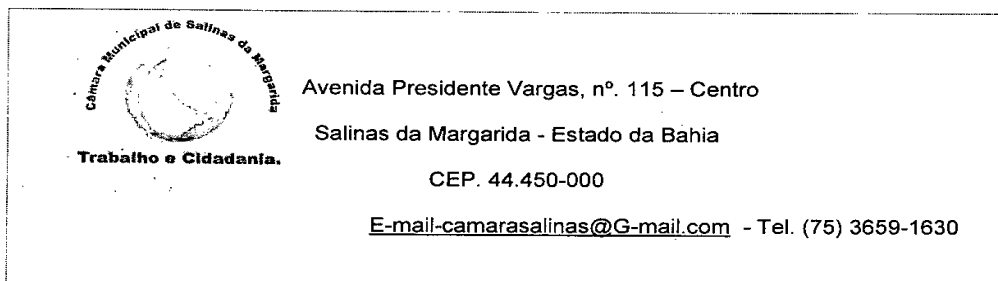 Câmara Municipal de Salinas da Margarida
Trabalho e Cidadania.
Avenida Presidente Vargas, nº. 115 – Centro
Salinas da Margarida - Estado da Bahia
CEP. 44.450-000
E-mail-camarasalinas@G-mail.com - Tel. (75) 3659-1630